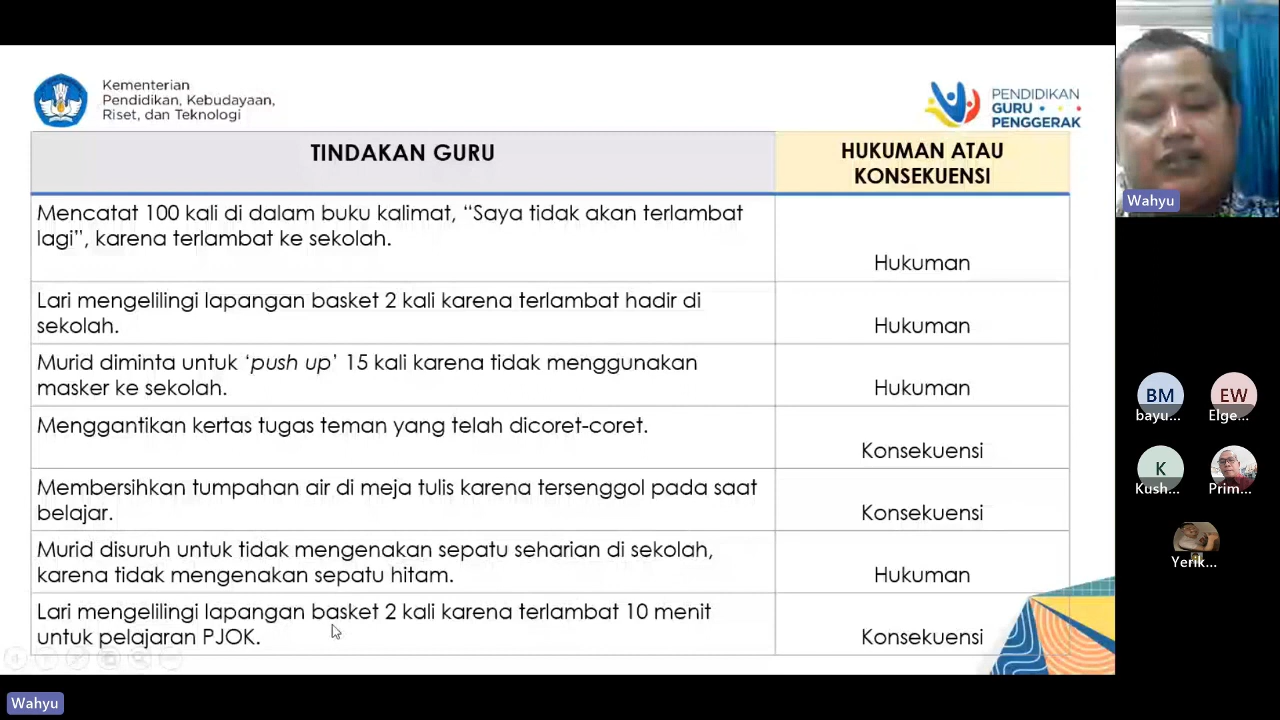 Kementerian
Pendidikan, Kebudayaan,
Riset, dan Teknologi
PENDIDIKAN
GURU
PENGGERAK
TINDAKAN GURU
HUKUMAN ATAU
KONSEKUENSI
Mencatat 100 kali di dalam buku kalimat, “Saya tidak akan terlambat
lagi”, karena terlambat ke sekolah.
Hukuman
Lari mengelilingi lapangan basket 2 kali karena terlambat hadir di
sekolah.
Hukuman
Murid diminta untuk ‘push up’ 15 kali karena tidak menggunakan
masker ke sekolah.
Hukuman
Menggantikan kertas tugas teman yang telah dicoret-coret.
Konsekuensi
Membersihkan tumpahan air di meja tulis karena tersenggol pada saat
belajar.
Konsekuensi
Murid disuruh untuk tidak mengenakan sepatu seharian di sekolah,
karena tidak mengenakan sepatu hitam.
Hukuman
Lari mengelilingi lapangan basket 2 kali karena terlambat 10 menit
untuk pelajaran PJOK.
Konsekuensi
Wahyu
BM
bayu...
EW
Elge...
K
Kush...
Prim...
Yerik...
Wahyu